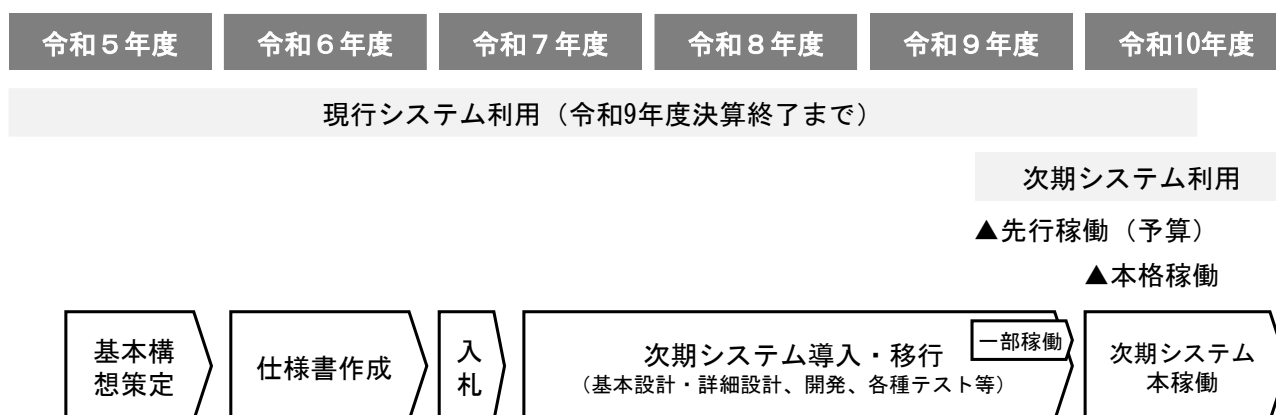 令和５年度
令和６年度
令和７年度
令和８年度
令和９年度
令和10年度
現行システム利用（令和9年度決算終了まで）
次期システム利用
▲先行稼働（予算）
▲本格稼働
基本構
想策定
仕様書作成
入
札
次期システム導入・移行
（基本設計・詳細設計、開発、各種テスト等）
一部稼働
次期システム
本稼働